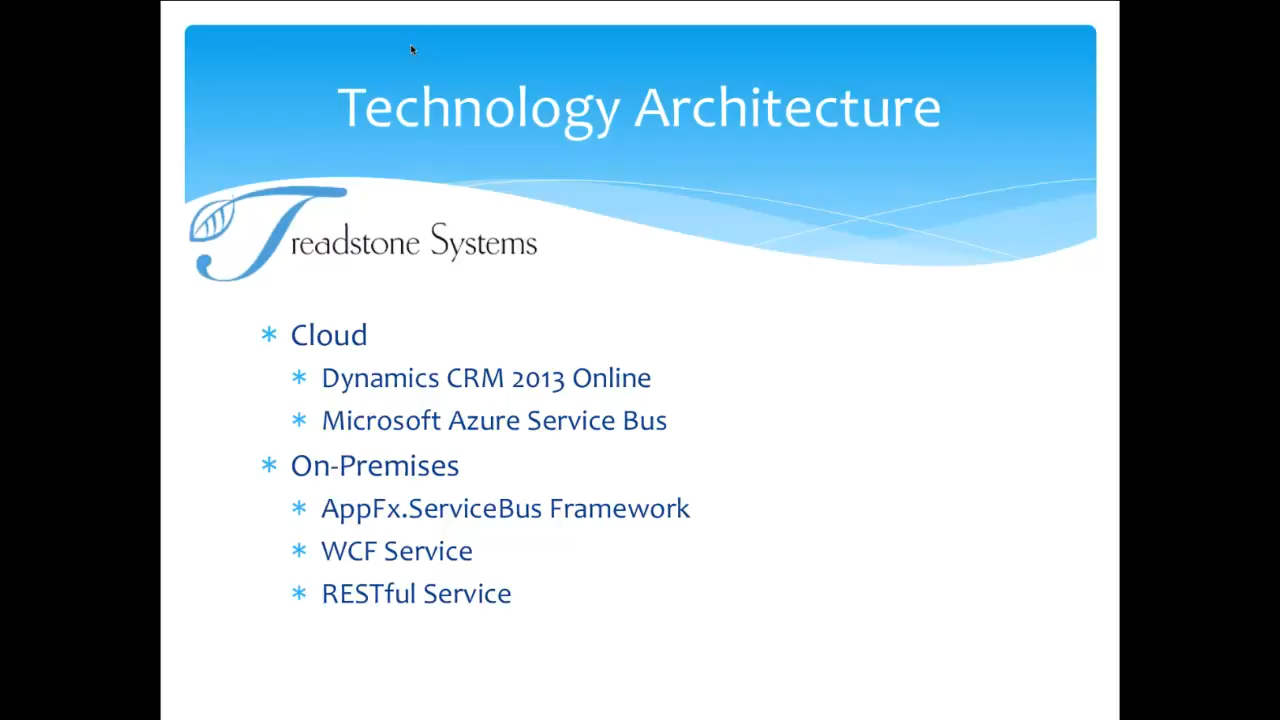 Technology Architecture
Treadstone Systems
* Cloud
* Dynamics CRM 2013 Online
* Microsoft Azure Service Bus
* On-Premises
* AppFx.ServiceBus Framework
* WCF Service
* RESTful Service